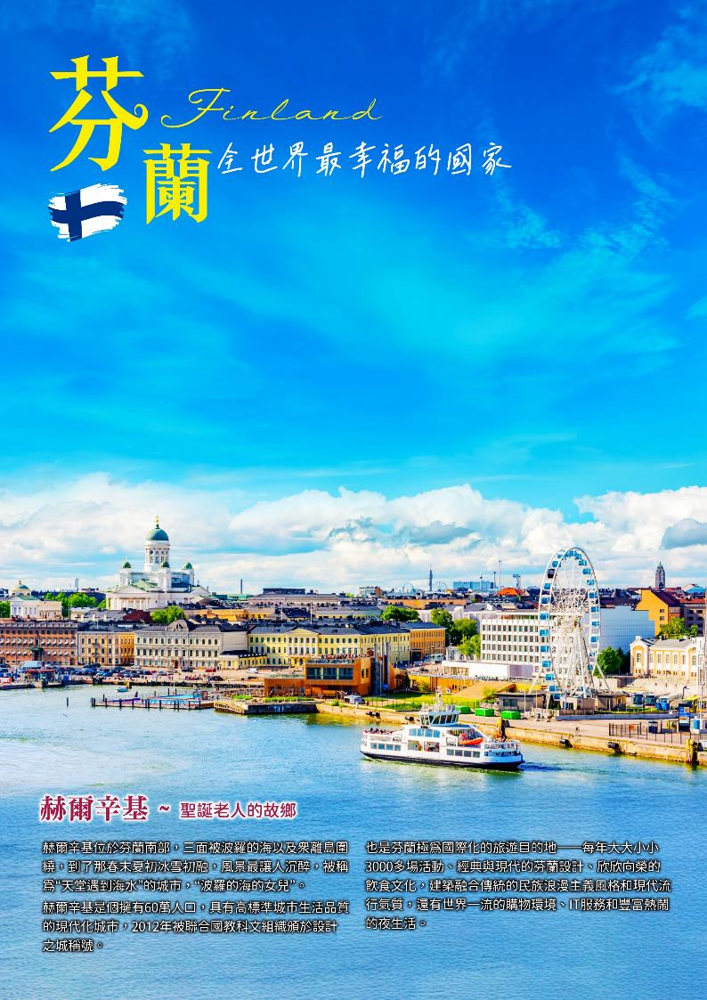 芬蘭
Finland
全世界最幸福的國家
赫爾辛基 ~ 聖誕老人的故鄉
赫爾辛基位於芬蘭南部，三面被波羅的海以及衆離島圍
繞，到了那春末夏初冰雪初融，風景最讓人沉醉，被稱
爲“天堂遇到海水”的城市，“波羅的海的女兒”。
赫爾辛基是個擁有60萬人口，具有高標準城市生活品質
的現代化城市，2012年被聯合國教科文組織頒於設計
之城稱號。
也是芬蘭極爲國際化的旅遊目的地——每年大大小小
3000多場活動、經典與現代的芬蘭設計、欣欣向榮的
飲食文化，建築融合傳統的民族浪漫主義風格和現代流
行氣質，還有世界一流的購物環境、IT服務和豐富熱鬧
的夜生活。